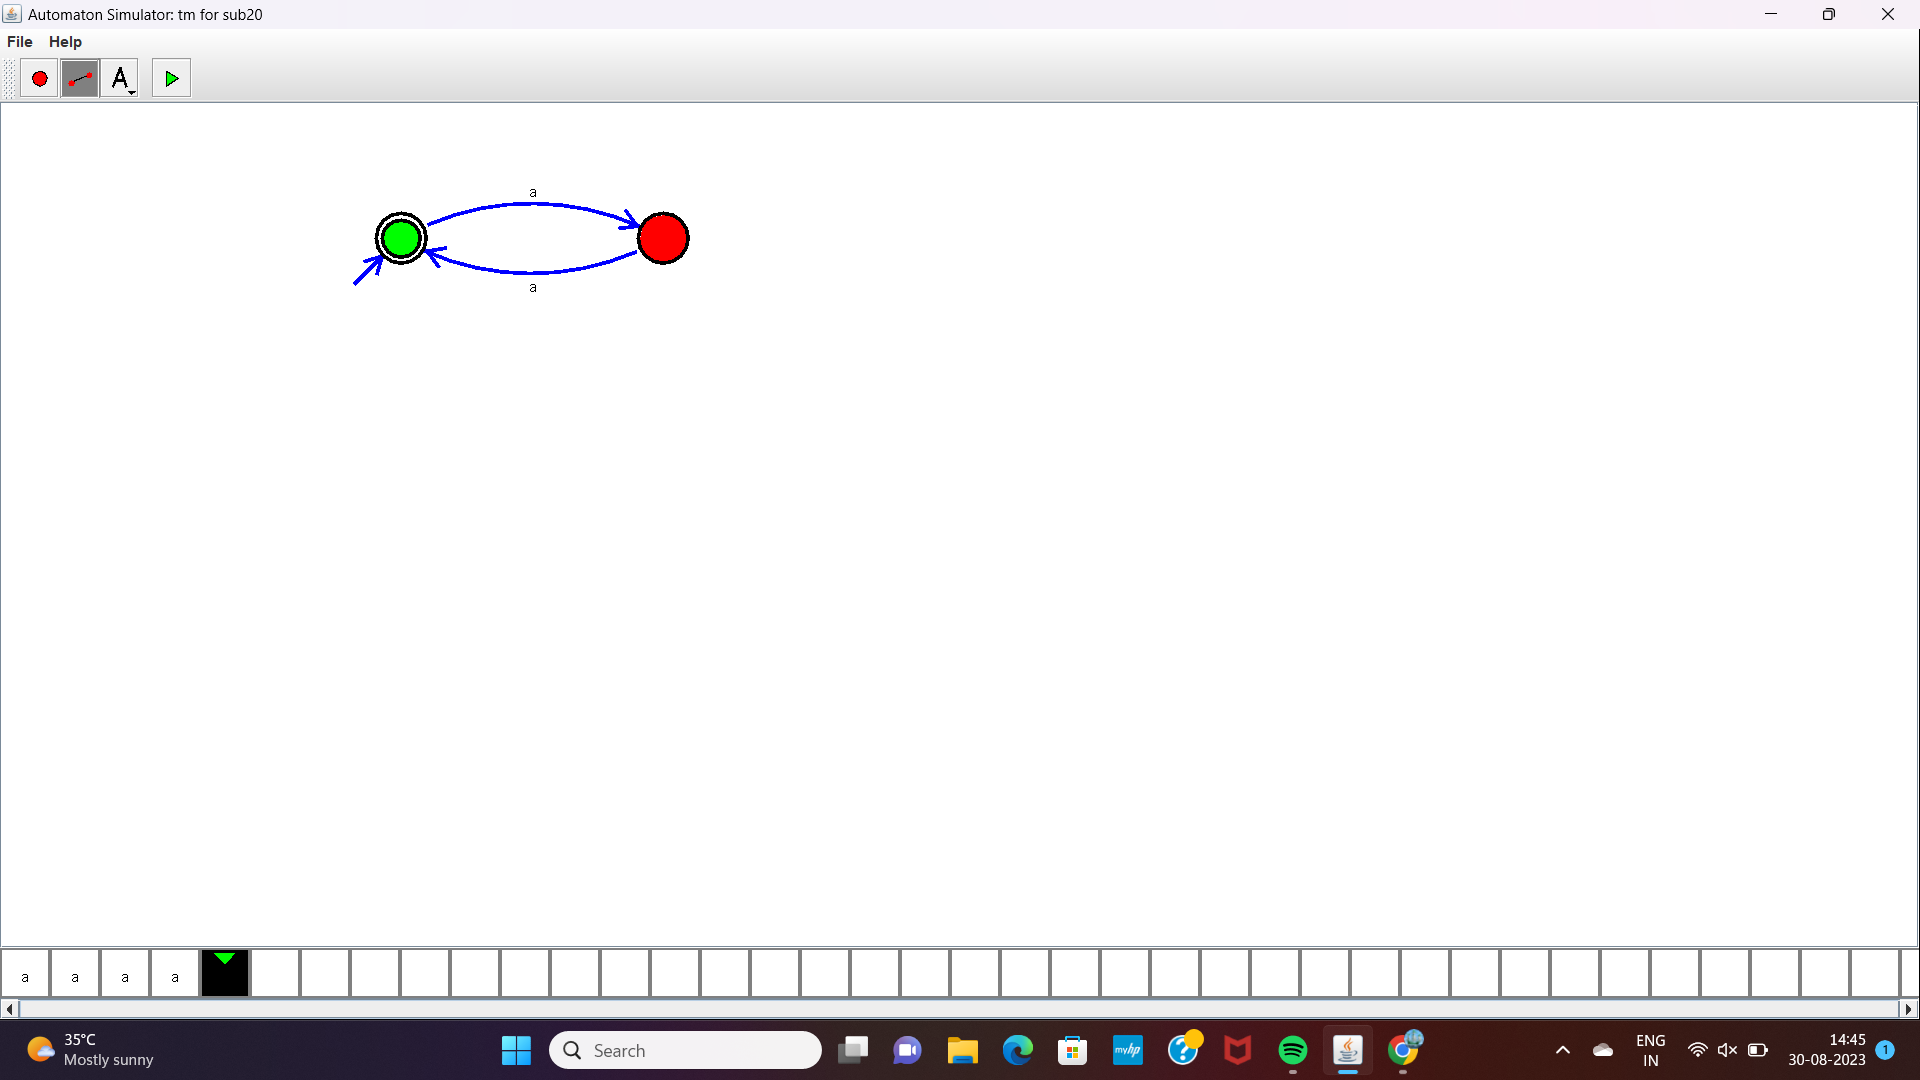 Automaton Simulator: tm for sub20
File Help
A
a
a
a a a a
35°C
Mostly sunny
Search
myhp
ENG
IN
14:45
30-08-2023
1